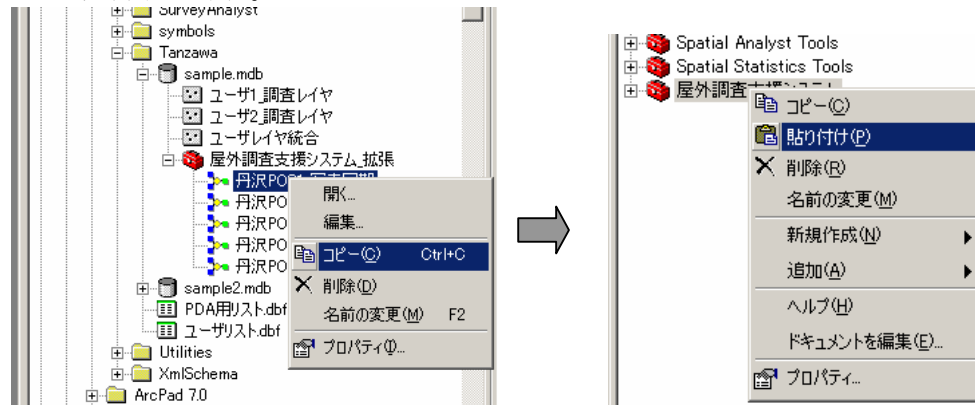 SurveyAnalyst
symbols
Tanzawa
sample.mdb
ユーザ1_調査レイヤ
ユーザ2_調査レイヤ
ユーザレイヤ統合
屋外調査支援システム_拡張
丹沢PO
丹沢PO
丹沢PO
丹沢PO
丹沢PO
sample2.mdb
PDA用リスト.dbf
ユーザリスト.dbf
Utilities
XmlSchema
ArcPad 7.0
開く...
編集...
コピー(C) Ctrl+C
削除(D)
名前の変更(M) F2
プロパティ(I)...
Spatial Analyst Tools
Spatial Statistics Tools
屋外調査
コピー(C)
貼り付け(P)
削除(R)
名前の変更(M)
新規作成(N)
追加(A)
ヘルプ(H)
ドキュメントを編集(E)...
プロパティ...